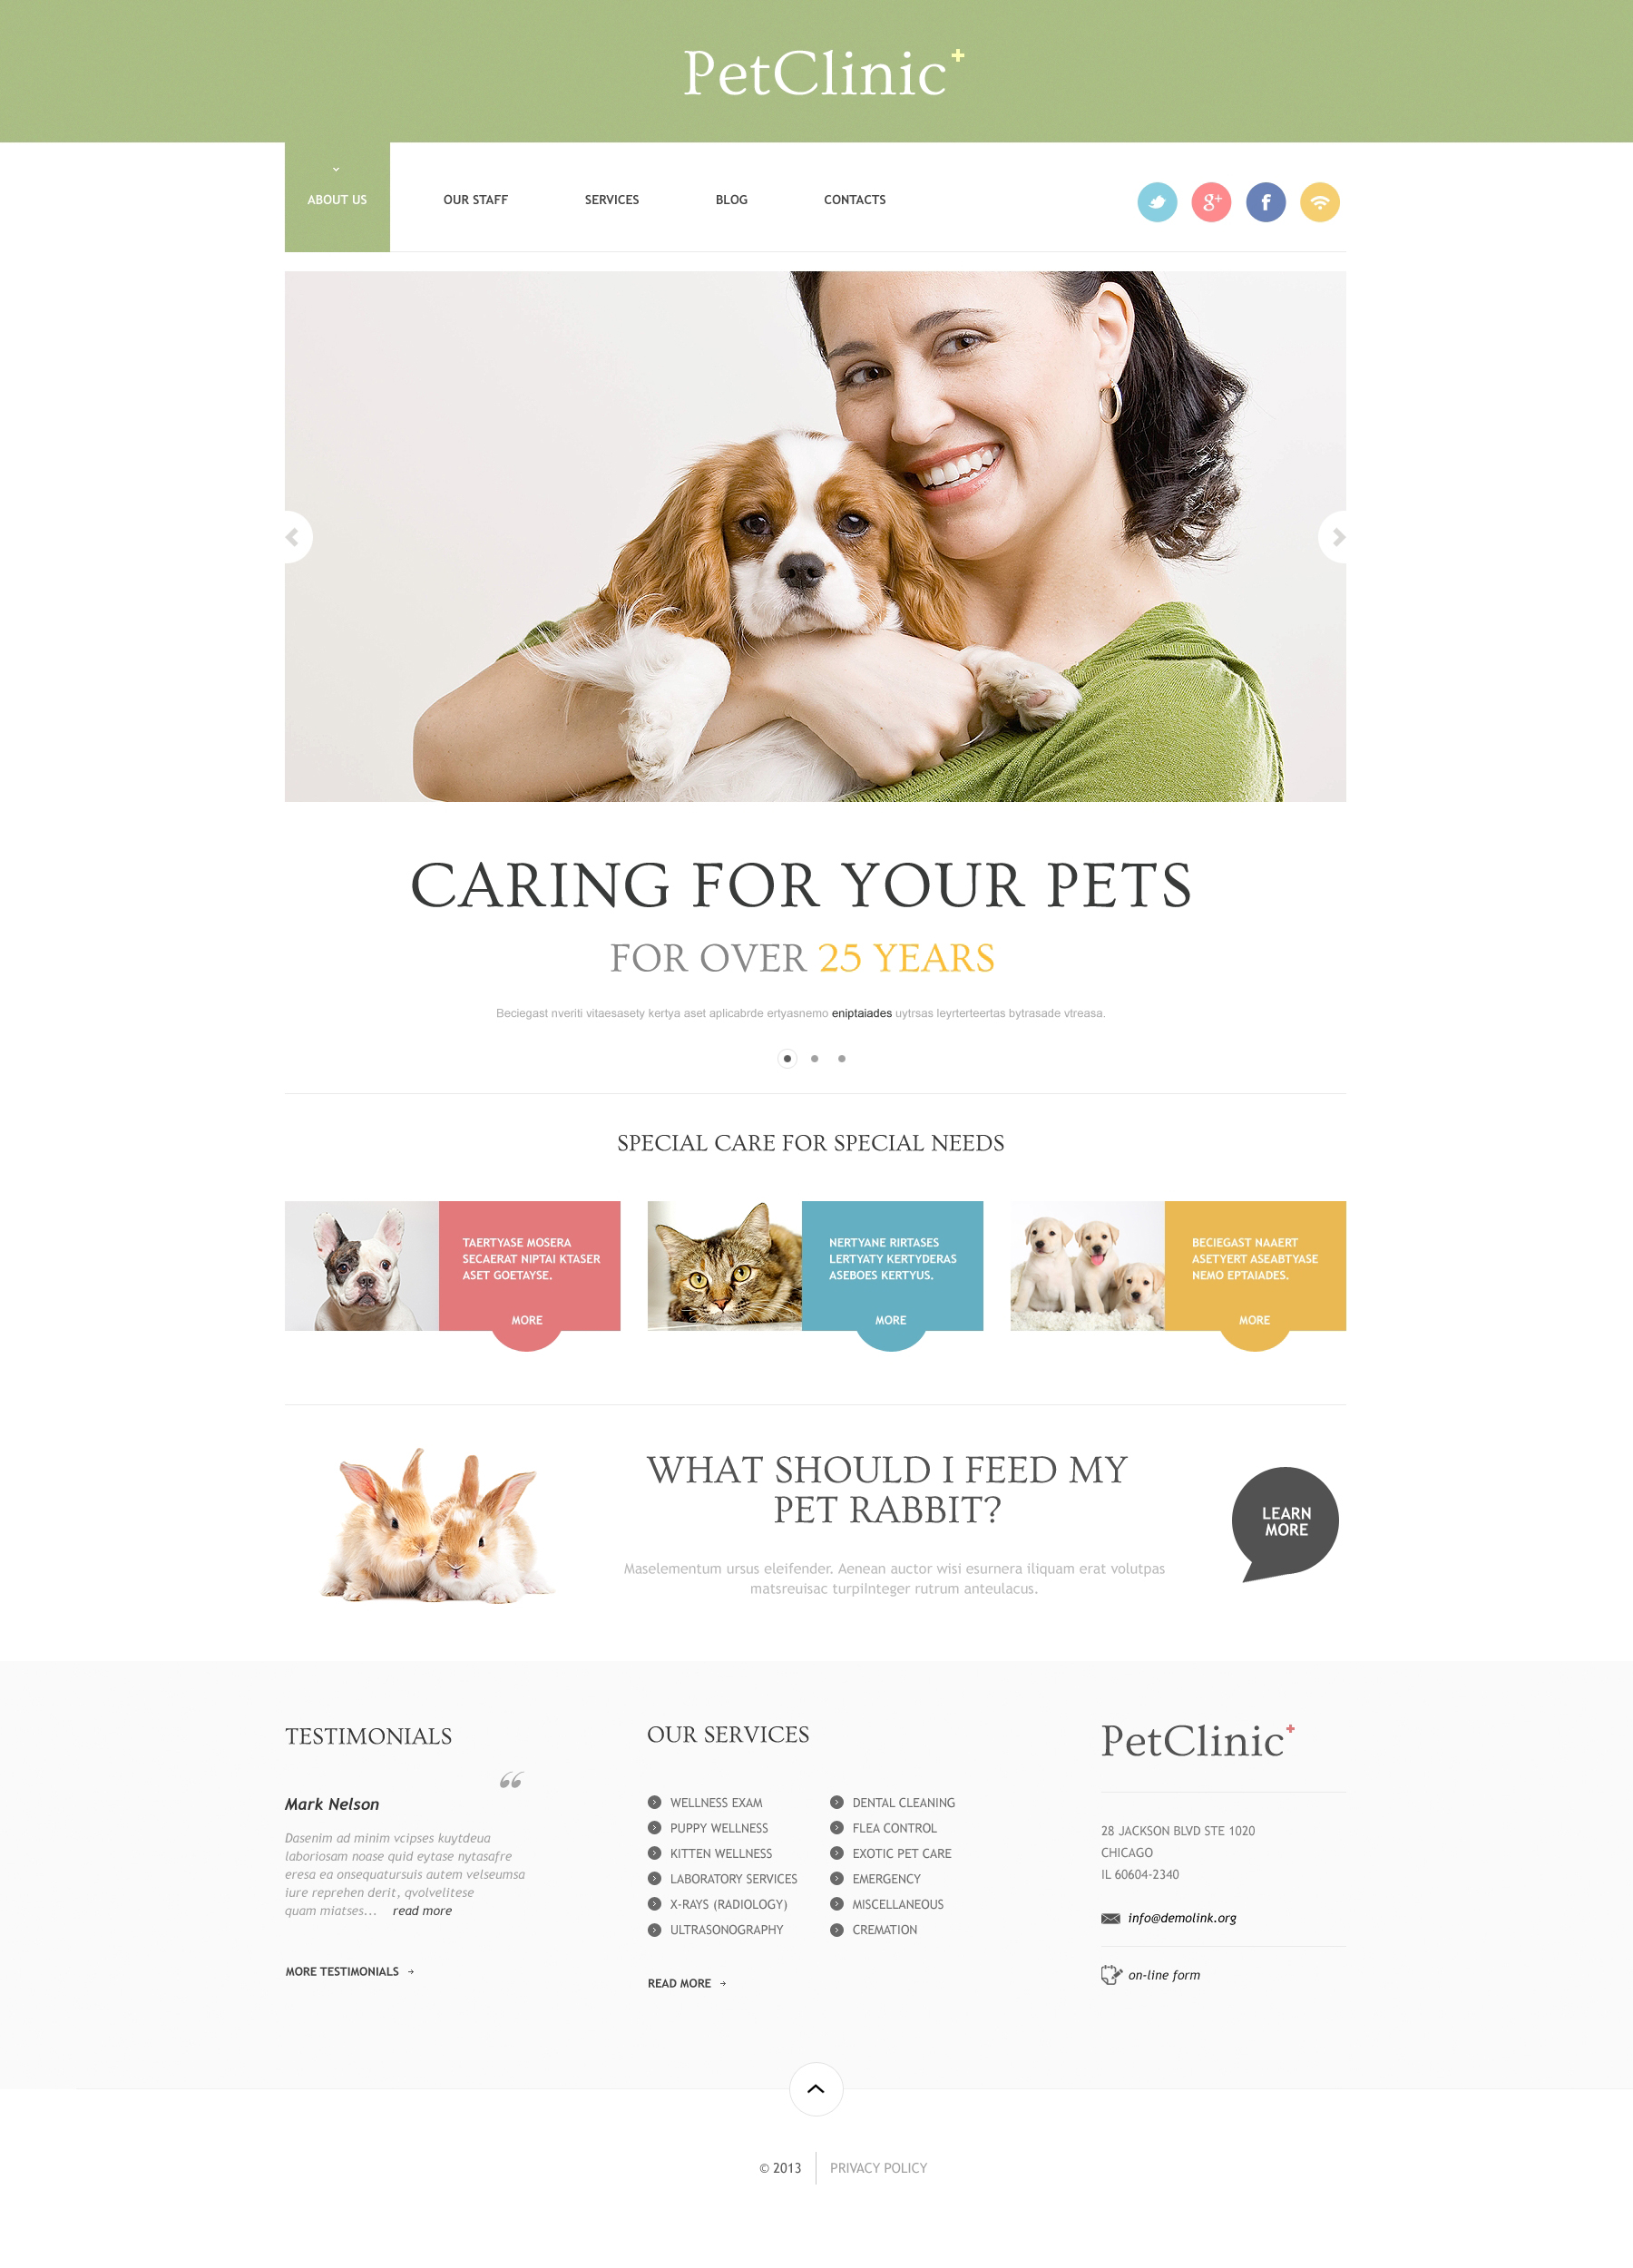 PetClinic+
ABOUT US
OUR STAFF
SERVICES
BLOG
CONTACTS
CARING FOR YOUR PETS
FOR OVER 25 YEARS
Beciegast nveriti vitaesasety kertya aset aplicabrde ertyasnemo eniptaiades uytrsas leyrterteertas bytrasade vtreasa.
SPECIAL CARE FOR SPECIAL NEEDS
TAERTYASE MOSERA
SECAERAT NIPTAI KTASER
ASET GOETAYSE.
MORE
NERTYANE RIRTASES
LERTYATY KERTYDERAS
ASEBOES KERTYUS.
MORE
BECIEGAST NAAERT
ASETYERT ASEABTYASE
NEMO EPTAIADES.
MORE
WHAT SHOULD I FEED MY
PET RABBIT?
Maselementum ursus eleifender. Aenean auctor wisi esurnera iliquam erat volutpas
matsreuisac turpilnteger rutrum anteulacus.
LEARN
MORE
TESTIMONIALS
Mark Nelson
Dasenim ad minim vcipses kuytdeua
laboriosam noase quid eytase nytasafre
eresa ea onsequatursuis autem velseumsa
iure reprehen derit, qvolvelitese
quam miatses... read more
MORE TESTIMONIALS
OUR SERVICES
WELLNESS EXAM
PUPPY WELLNESS
KITTEN WELLNESS
LABORATORY SERVICES
X-RAYS (RADIOLOGY)
ULTRASONOGRAPHY
DENTAL CLEANING
FLEA CONTROL
EXOTIC PET CARE
EMERGENCY
MISCELLANEOUS
CREMATION
READ MORE
PetClinic+
28 JACKSON BLVD STE 1020
CHICAGO
IL 60604-2340
info@demolink.org
on-line form
© 2013
PRIVACY POLICY